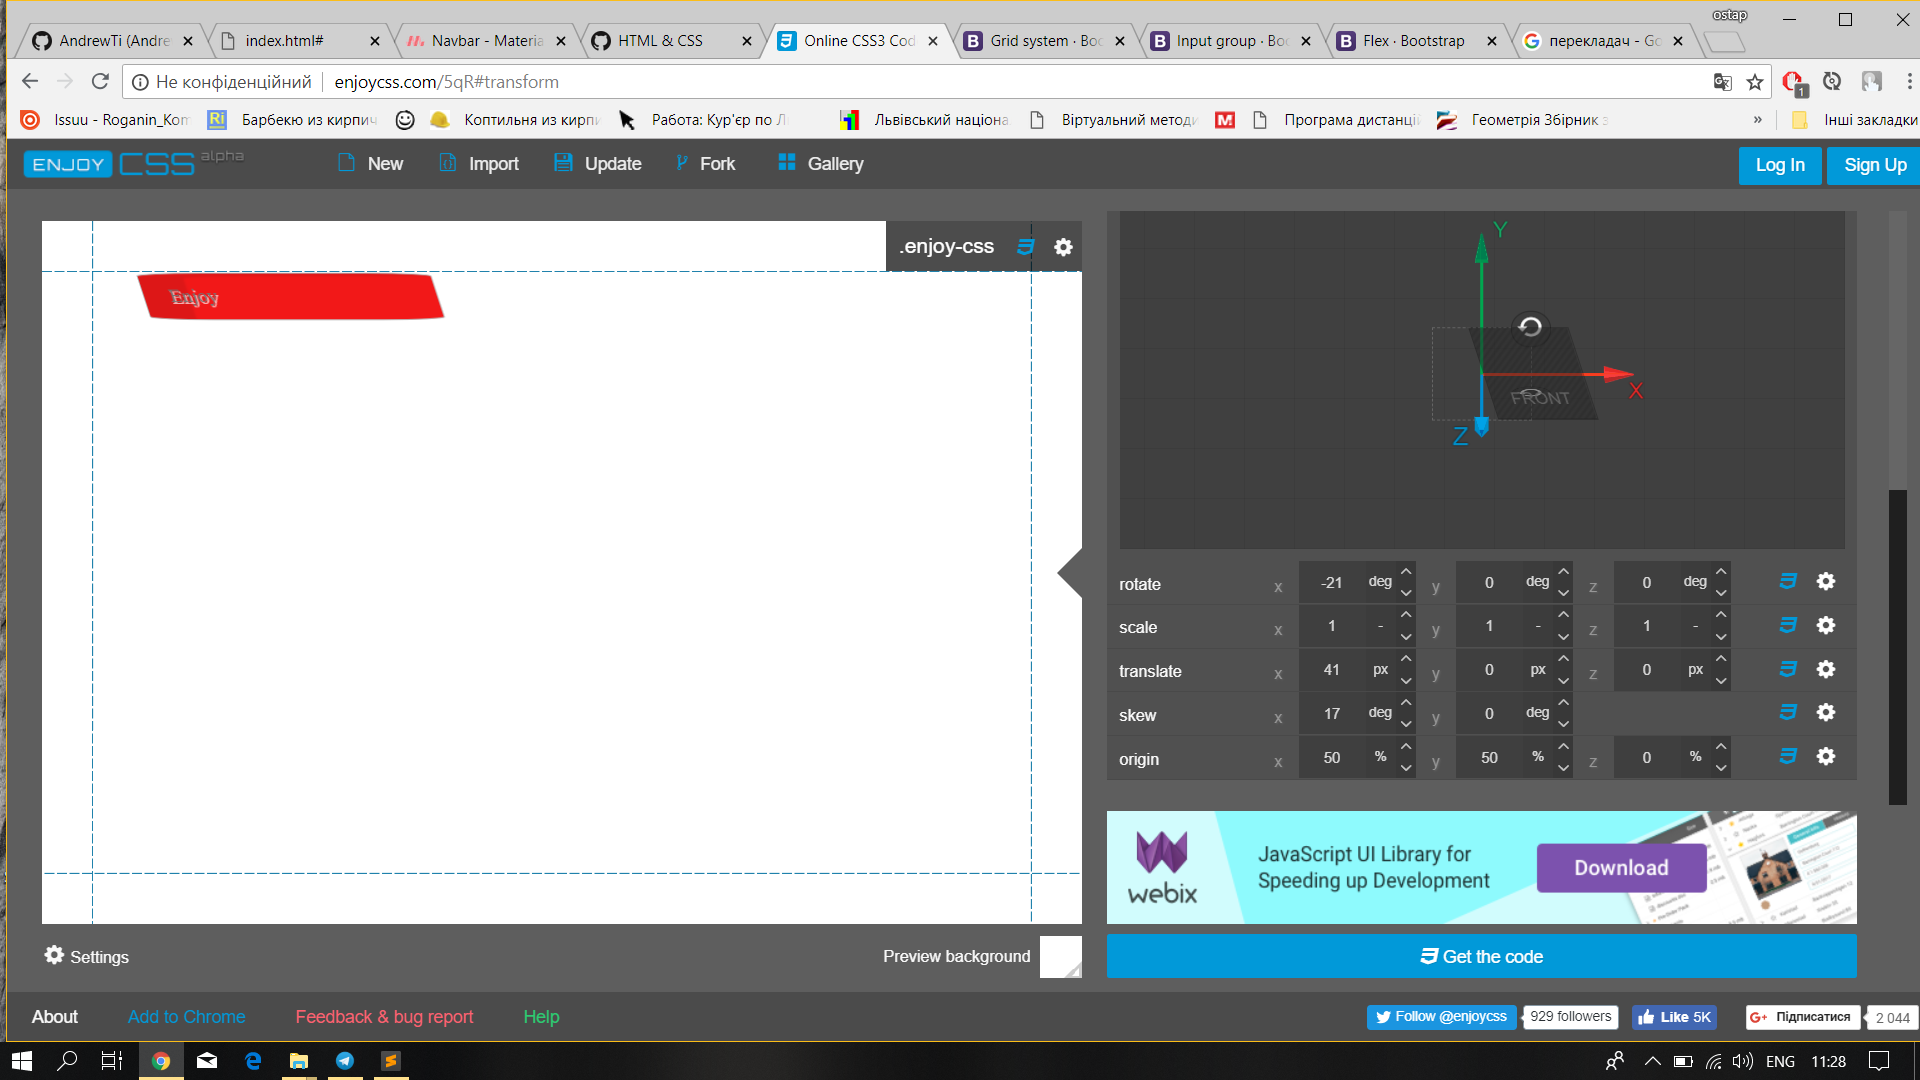 ostap
AndrewTi (Andre
index.html#
Navbar - Materia
HTML & CSS
Online CSS3 Cod
Grid system · Boo
Input group · Boo
Flex · Bootstrap
перекладач - Go
Не конфіденційний
enjoycss.com/5qR#transform
1
Issuu - Roganin_Kom
Ri
Барбекю из кирпич
Коптильня из кирпи
Работа: Кур'єр по Л
Львівський націона
Віртуальний методи
M
Програма дистанці
Геометрія Збірник з
»
Інші закладки
ENJOY CSS alpha
New
Import
Update
Fork
Gallery
Log In
Sign Up
.enjoy-css
Enjoy
Y
X
FRONT
Z
rotate x -21 deg y 0 deg z 0 deg
scale x 1 - y 1 - z 1 -
translate x 41 px y 0 px z 0 px
skew x 17 deg y 0 deg
origin x 50 % y 50 % z 0 %
webix
JavaScript UI Library for
Speeding up Development
Download
Settings
Preview background
Get the code
About
Add to Chrome
Feedback & bug report
Help
Follow @enjoycss
929 followers
Like 5K
G+ Підписатися
2 044
ENG
11:28